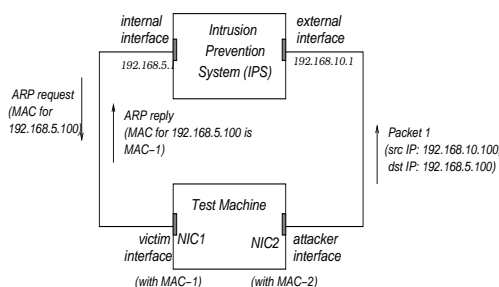 internal
interface
Intrusion
Prevention
System (IPS)
external
interface
192.168.5.1
192.168.10.1
ARP request
(MAC for
192.168.5.100)
ARP reply
(MAC for 192.168.5.100 is
MAC−1)
Packet 1
(src IP: 192.168.10.100,
dst IP: 192.168.5.100)
Test Machine
victim
interface
NIC1
NIC2
attacker
interface
(with MAC−1)
(with MAC−2)